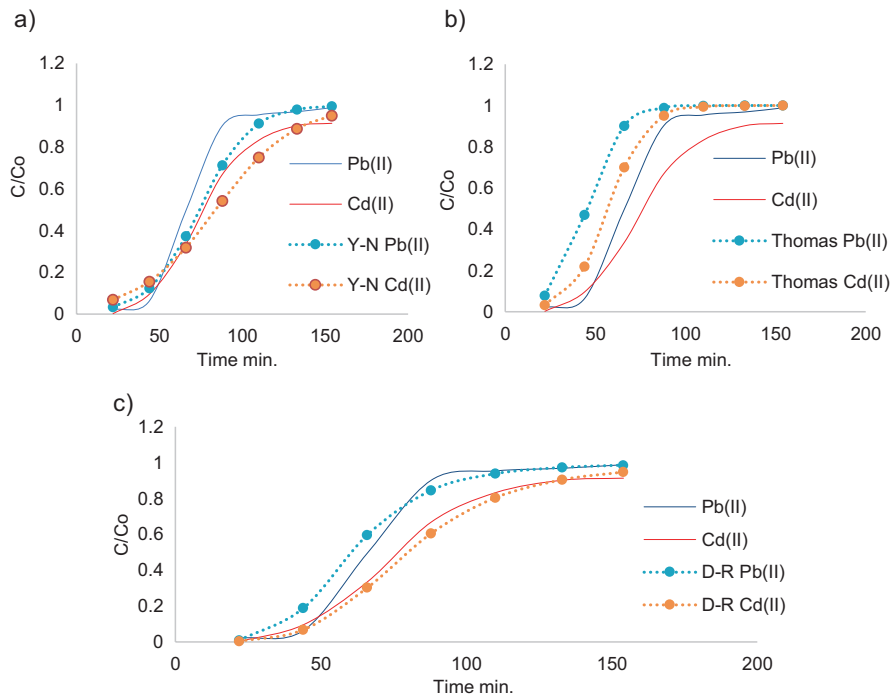 a)
1.2
1
0.8
0.6
0.4
0.2
0
C/Co
0
50
100
150
200
Time min.
Pb(II)
Cd(II)
Y-N Pb(II)
Y-N Cd(II)
b)
1.2
1
0.8
0.6
0.4
0.2
0
C/Co
0
50
100
150
200
Time min.
Pb(II)
Cd(II)
Thomas Pb(II)
Thomas Cd(II)
c)
1.2
1
0.8
0.6
0.4
0.2
0
C/Co
0
50
100
150
200
Time min.
Pb(II)
Cd(II)
D-R Pb(II)
D-R Cd(II)